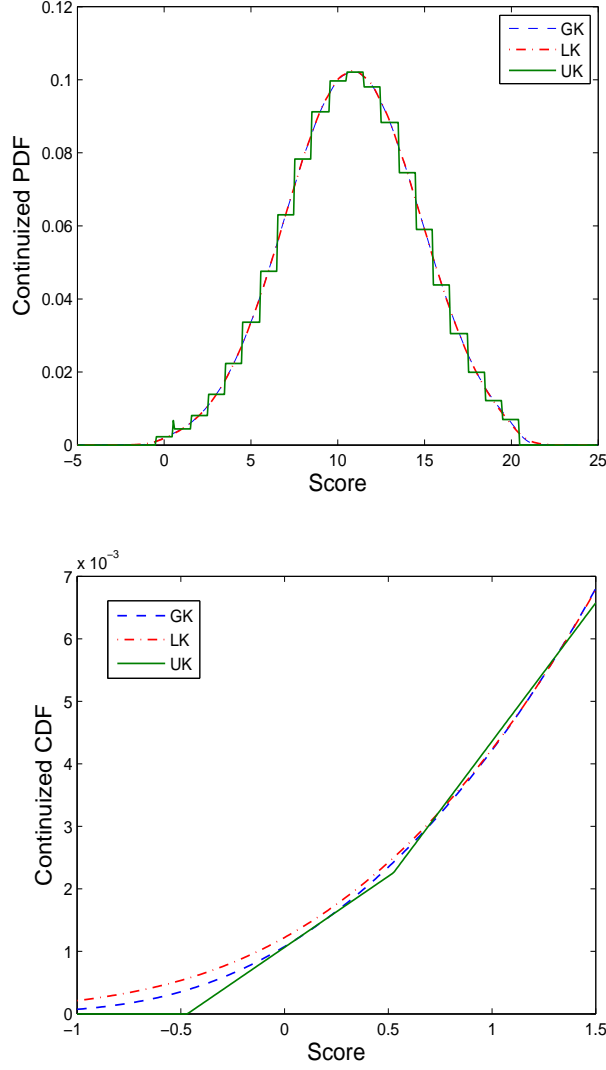 0.12
0.1
0.08
0.06
0.04
0.02
0
Continuized PDF
GK
LK
UK
−5 0 5 10 15 20 25
Score
x 10⁻³
7
6
5
4
3
2
1
0
Continuized CDF
GK
LK
UK
−1 −0.5 0 0.5 1 1.5
Score